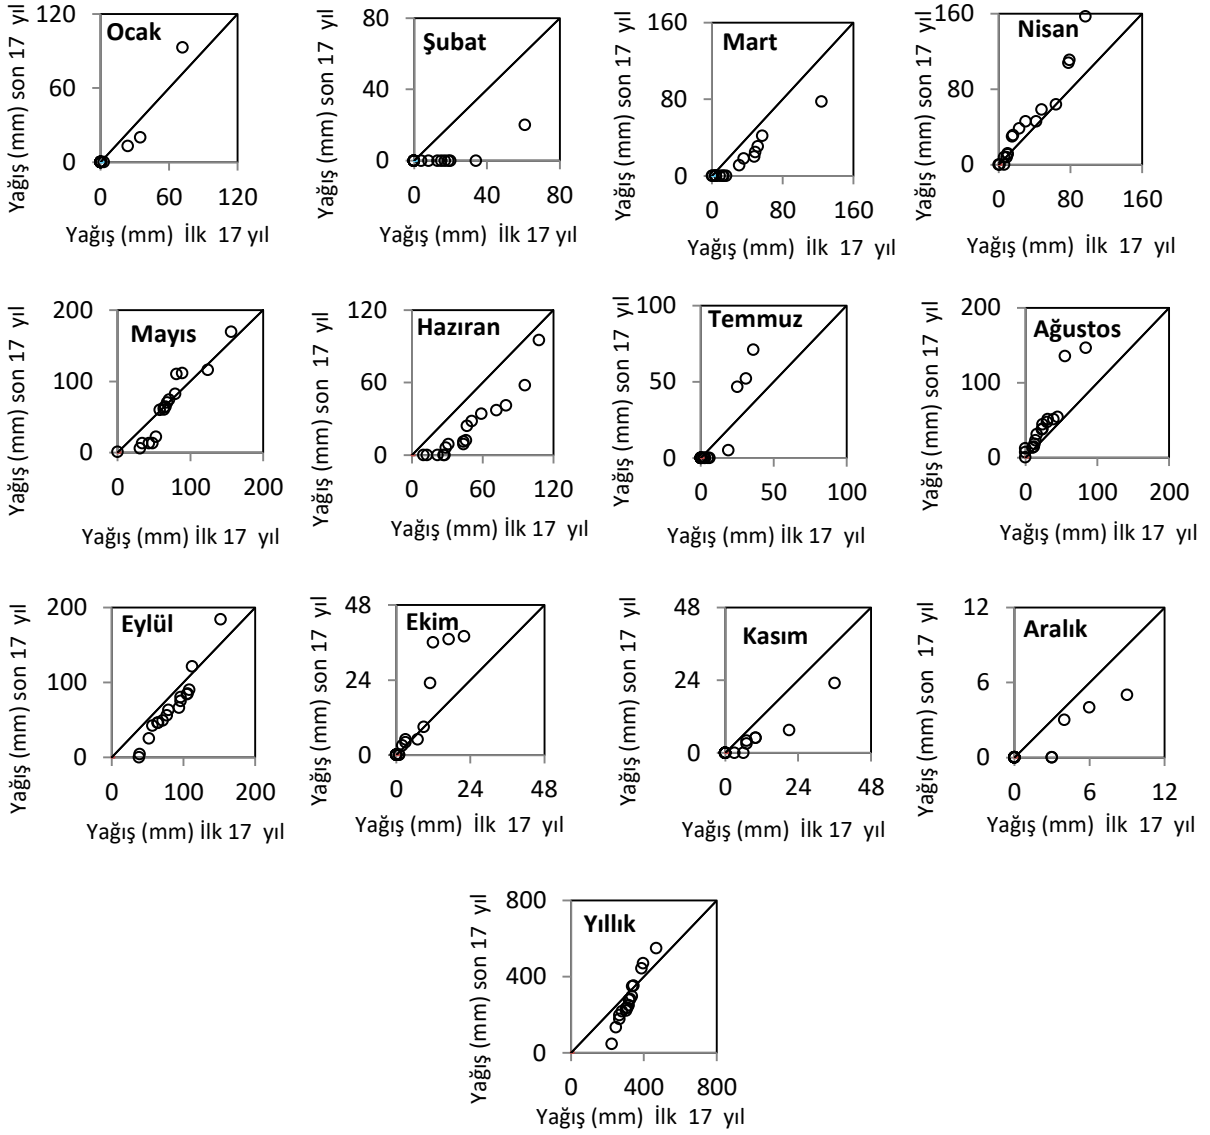 Ocak
Yağış (mm) son 17 yıl
120
60
0
0 60 120
Yağış (mm) İlk 17 yıl
Şubat
Yağış (mm) son 17 yıl
80
40
0
0 40 80
Yağış (mm) İlk 17 yıl
Mart
Yağış (mm) son 17 yıl
160
80
0
0 80 160
Yağış (mm) İlk 17 yıl
Nisan
Yağış (mm) son 17 yıl
160
80
0
0 80 160
Yağış (mm) İlk 17 yıl
Mayıs
Yağış (mm) son 17 yıl
200
100
0
0 100 200
Yağış (mm) İlk 17 yıl
Hazıran
Yağış (mm) son 17 yıl
120
60
0
0 60 120
Yağış (mm) İlk 17 yıl
Temmuz
Yağış (mm) son 17 yıl
100
50
0
0 50 100
Yağış (mm) İlk 17 yıl
Ağustos
Yağış (mm) son 17 yıl
200
100
0
0 100 200
Yağış (mm) İlk 17 yıl
Eylül
Yağış (mm) son 17 yıl
200
100
0
0 100 200
Yağış (mm) İlk 17 yıl
Ekim
Yağış (mm) son 17 yıl
48
24
0
0 24 48
Yağış (mm) İlk 17 yıl
Kasım
Yağış (mm) son 17 yıl
48
24
0
0 24 48
Yağış (mm) İlk 17 yıl
Aralık
Yağış (mm) son 17 yıl
12
6
0
0 6 12
Yağış (mm) İlk 17 yıl
Yıllık
Yağış (mm) son 17 yıl
800
400
0
0 400 800
Yağış (mm) İlk 17 yıl